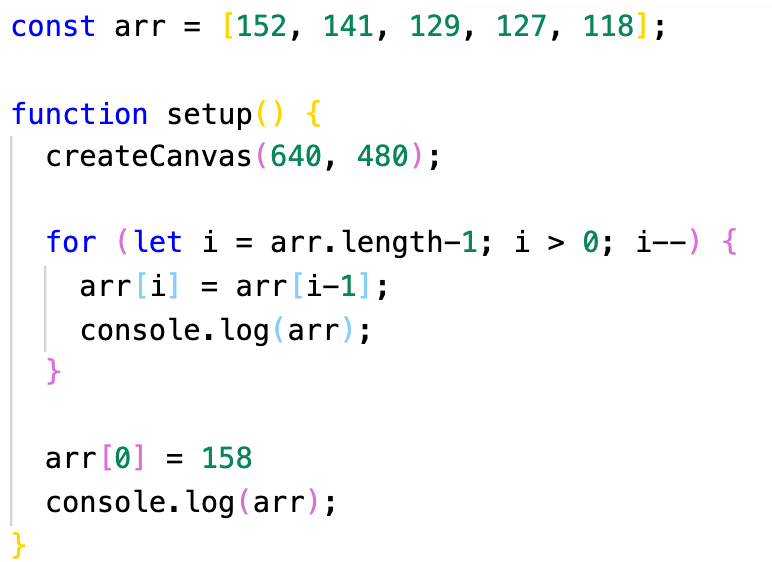 const arr = [152, 141, 129, 127, 118];
function setup() {
  createCanvas(640, 480);
  for (let i = arr.length-1; i > 0; i--) {
    arr[i] = arr[i-1];
    console.log(arr);
  }
  arr[0] = 158
  console.log(arr);
}